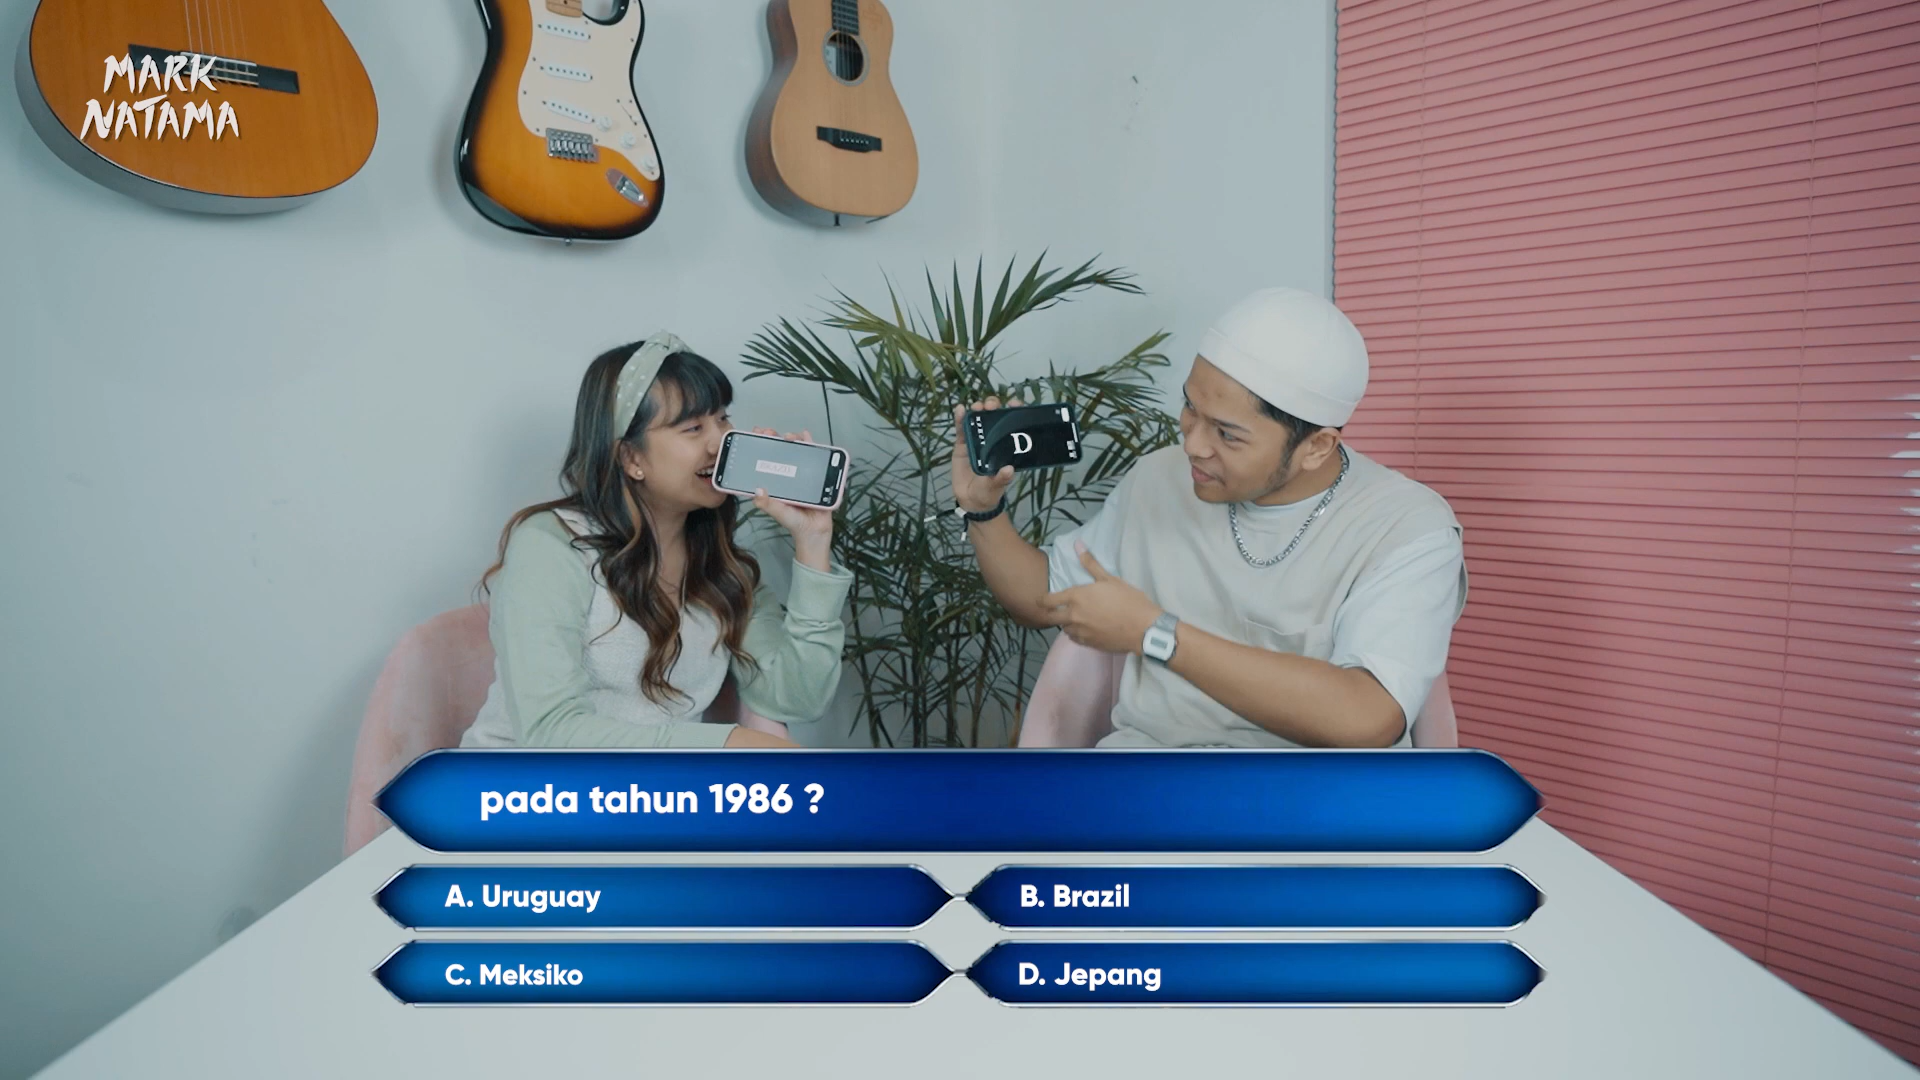 MARK
NATAMA
D
pada tahun 1986 ?
A. Uruguay
B. Brazil
C. Meksiko
D. Jepang